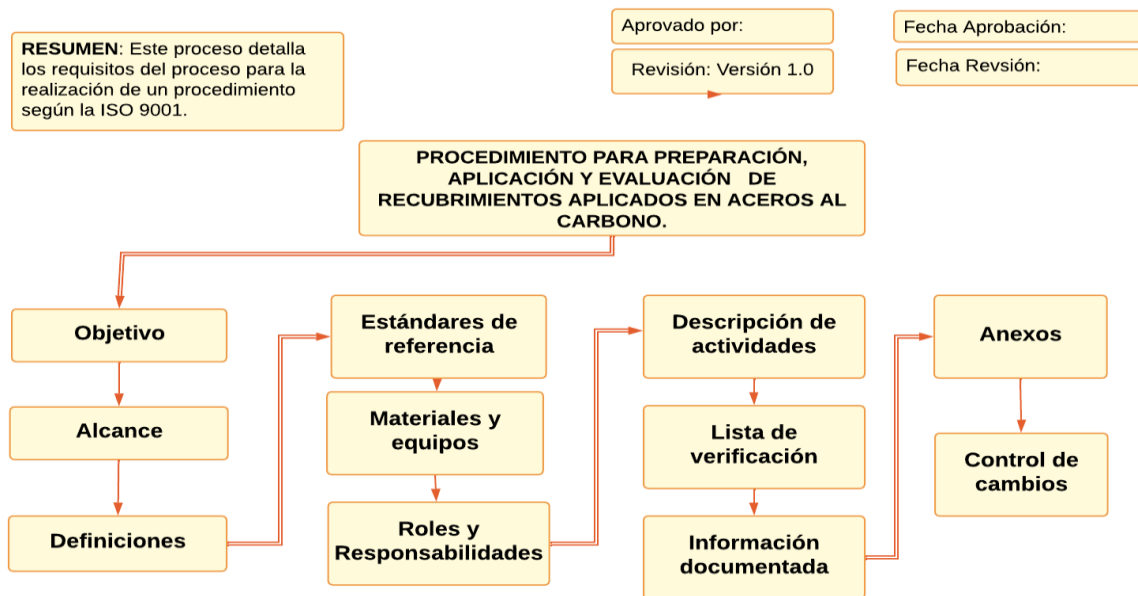 Aprovado por:
Fecha Aprobación:
RESUMEN: Este proceso detalla
los requisitos del proceso para la
realización de un procedimiento
según la ISO 9001.
Revisión: Versión 1.0
Fecha Revsión:
PROCEDIMIENTO PARA PREPARACIÓN,
APLICACIÓN Y EVALUACIÓN DE
RECUBRIMIENTOS APLICADOS EN ACEROS AL
CARBONO.
Objetivo
Alcance
Definiciones
Estándares de
referencia
Materiales y
equipos
Roles y
Responsabilidades
Descripción de
actividades
Lista de
verificación
Información
documentada
Anexos
Control de
cambios